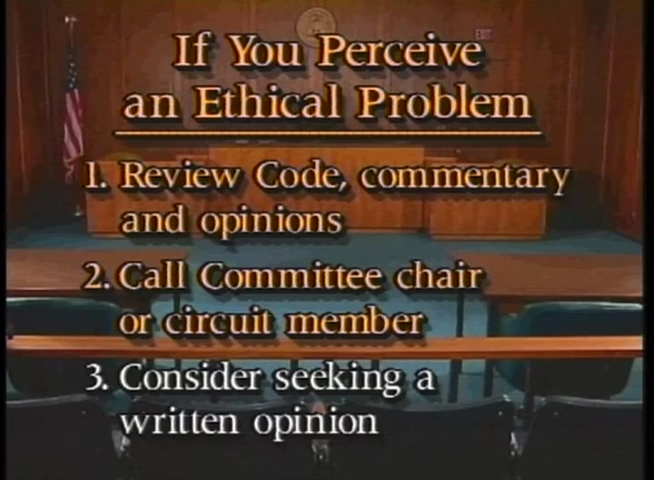 EXIT
If You Perceive
an Ethical Problem
1. Review Code, commentary
and opinions
2. Call Committee chair
or circuit member
3. Consider seeking a
written opinion